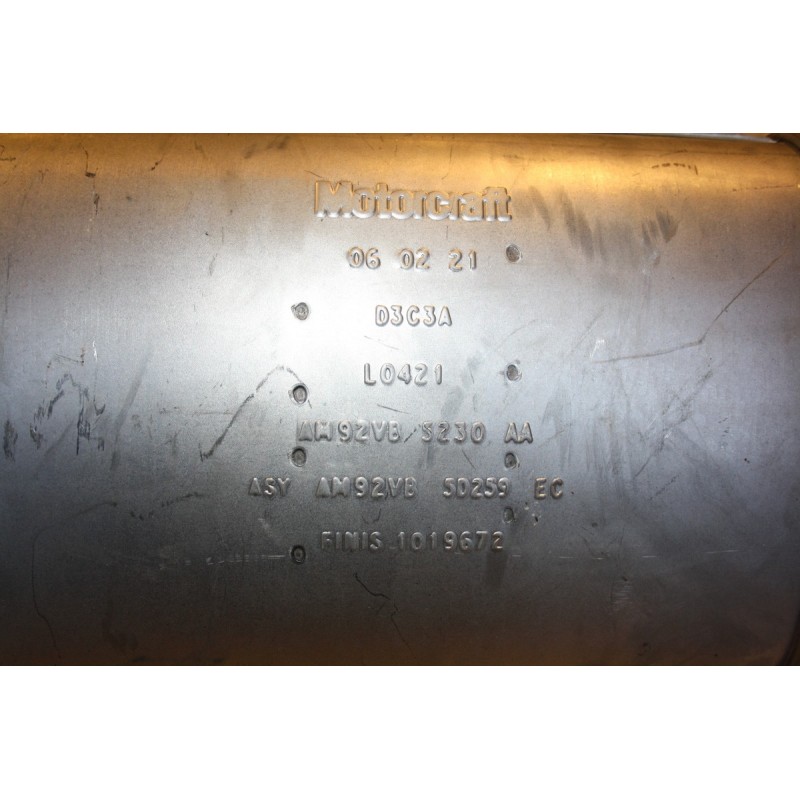 Motorcraft
06 02 21
D3C3A
L0421
AM92VB 5230 AA
ASY AM92VB 5D259 EC
FINIS 1019672